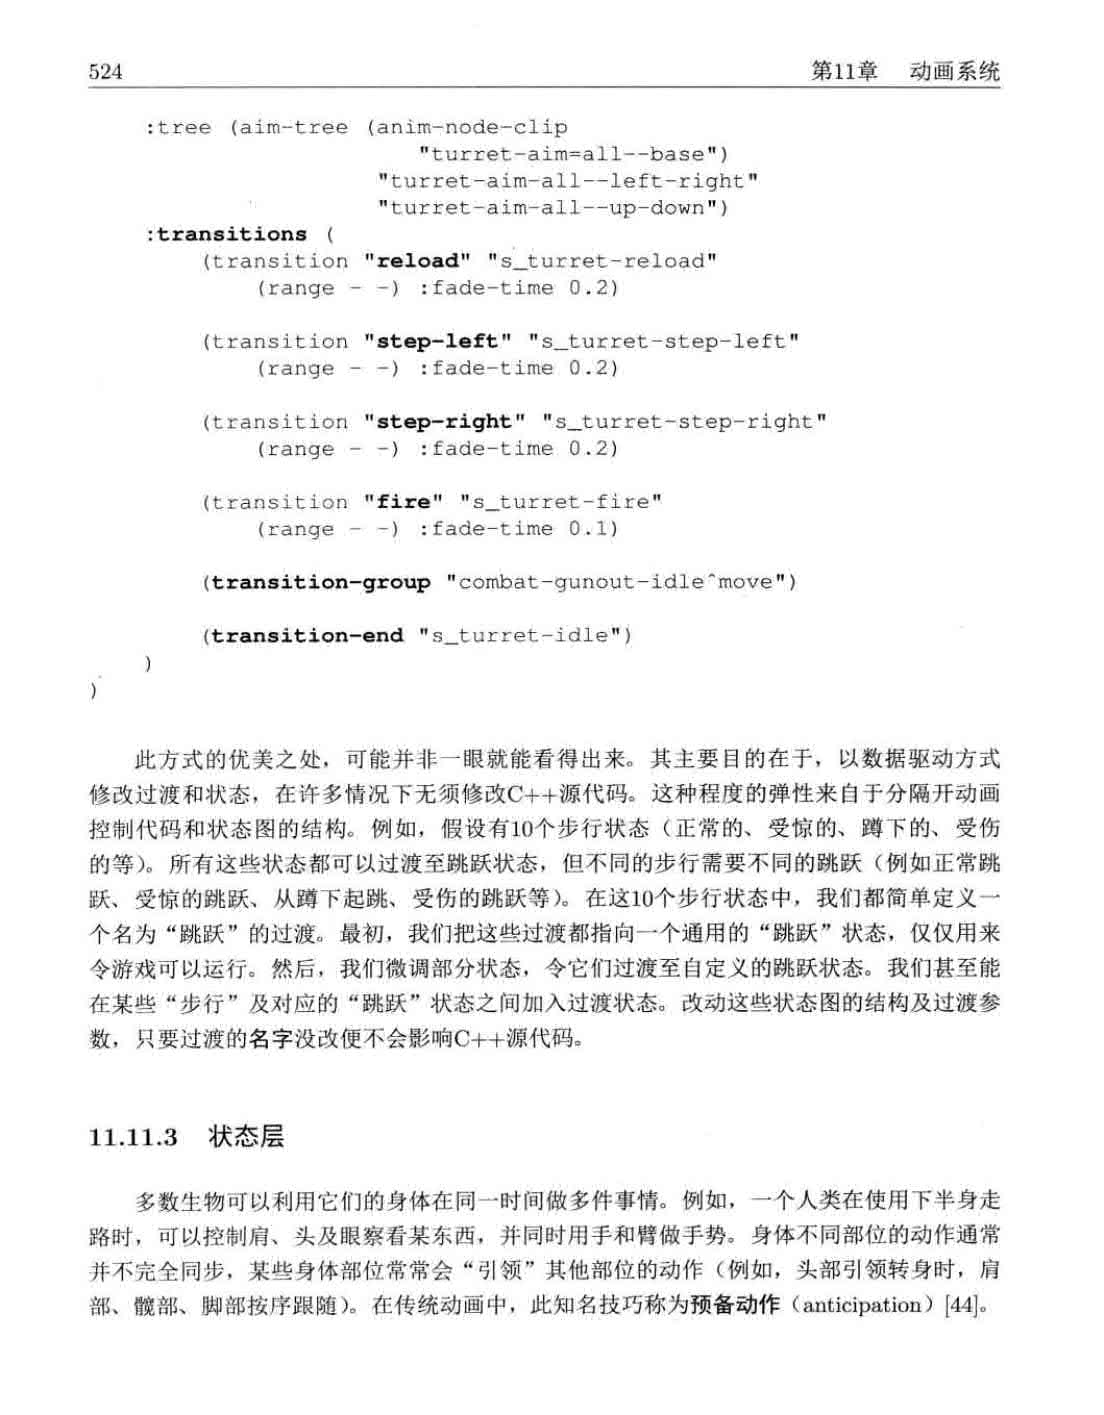 524 第11章 动画系统
:tree (aim-tree (anim-node-clip
"turret-aim=all--base")
"turret-aim-all--left-right"
"turret-aim-all--up-down")
:transitions (
(transition "reload" "s_turret-reload"
(range - -) :fade-time 0.2)
(transition "step-left" "s_turret-step-left"
(range - -) :fade-time 0.2)
(transition "step-right" "s_turret-step-right"
(range - -) :fade-time 0.2)
(transition "fire" "s_turret-fire"
(range - -) :fade-time 0.1)
(transition-group "combat-gunout-idle^move")
(transition-end "s_turret-idle")
)
)
此方式的优美之处，可能并非一眼就能看得出来。其主要目的在于，以数据驱动方式
修改过渡和状态，在许多情况下无须修改C++源代码。这种程度的弹性来自于分隔开动画
控制代码和状态图的结构。例如，假设有10个步行状态（正常的、受惊的、蹲下的、受伤
的等）。所有这些状态都可以过渡至跳跃状态，但不同的步行需要不同的跳跃（例如正常跳
跃、受惊的跳跃、从蹲下起跳、受伤的跳跃等）。在这10个步行状态中，我们都简单定义一
个名为“跳跃”的过渡。最初，我们把这些过渡都指向一个通用的“跳跃”状态，仅仅用来
令游戏可以运行。然后，我们微调部分状态，令它们过渡至自定义的跳跃状态。我们甚至能
在某些“步行”及对应的“跳跃”状态之间加入过渡状态。改动这些状态图的结构及过渡参
数，只要过渡的名字没改便不会影响C++源代码。
11.11.3 状态层
多数生物可以利用它们的身体在同一时间做多件事情。例如，一个人类在使用下半身走
路时，可以控制肩、头及眼察看某东西，并同时用手和臂做手势。身体不同部位的动作通常
并不完全同步，某些身体部位常常会“引领”其他部位的动作（例如，头部引领转身时，肩
部、髋部、脚部按序跟随）。在传统动画中，此知名技巧称为预备动作（anticipation）[44]。